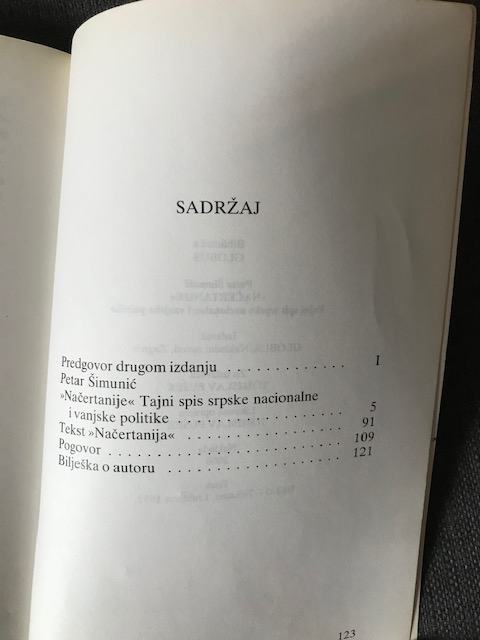 SADRŽAJ
Predgovor drugom izdanju . . . . . . . . . . . . I
Petar Šimunić
»Načertanije« Tajni spis srpske nacionalne
i vanjske politike . . . . . . . . . . . . . . . . . 5
Tekst »Načertanija« . . . . . . . . . . . . . . . . 91
Pogovor . . . . . . . . . . . . . . . . . . . . . . . 109
Bilješka o autoru . . . . . . . . . . . . . . . . . . 121
123